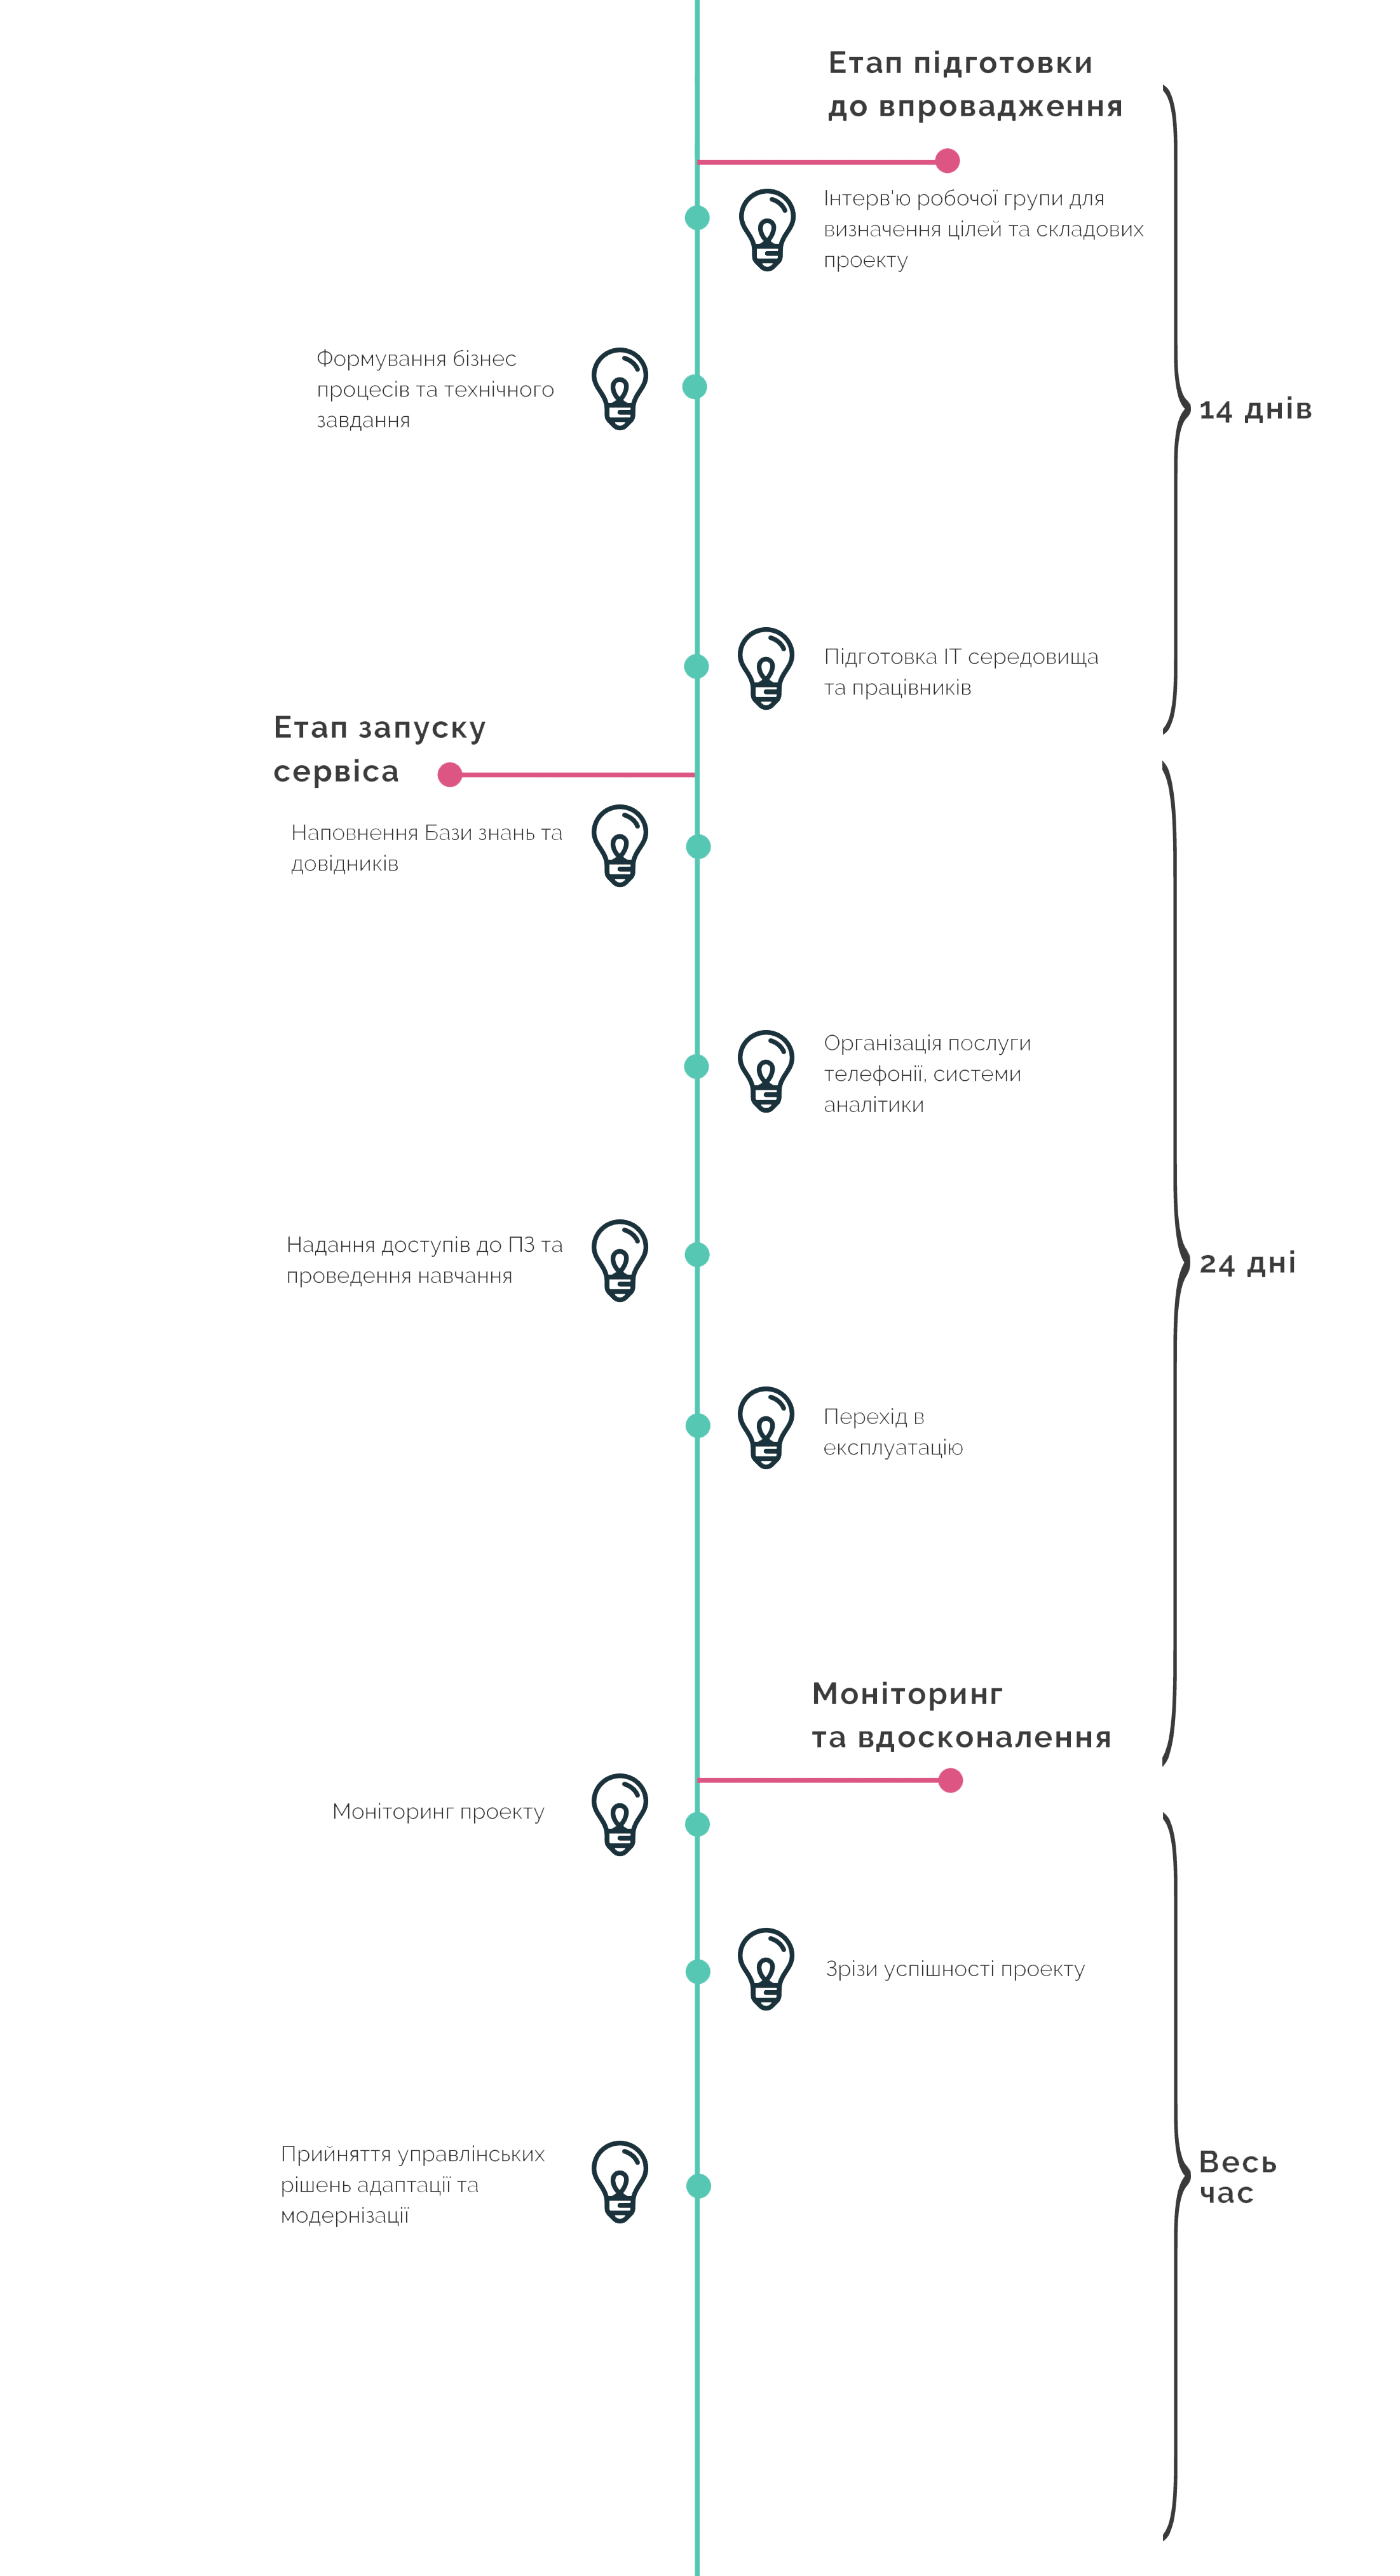 Етап підготовки
до впровадження
Інтерв'ю робочої групи для
визначення цілей та складових
проекту
Формування бізнес
процесів та технічного
завдання
14 днів
Підготовка ІТ середовища
та працівників
Етап запуску
сервіса
Наповнення Бази знань та
довідників
Організація послуги
телефонії, системи
аналітики
Надання доступів до ПЗ та
проведення навчання
24 дні
Перехід в
експлуатацію
Моніторинг
та вдосконалення
Моніторинг проекту
Зрізи успішності проекту
Прийняття управлінських
рішень адаптації та
модернізації
Весь
час